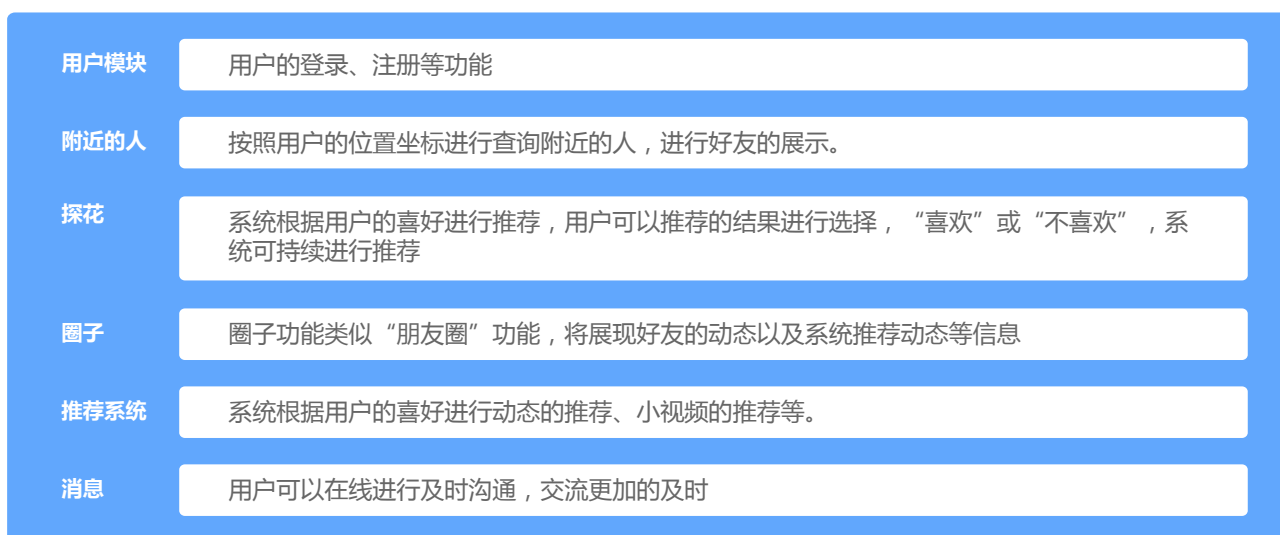 用户模块
用户的登录、注册等功能
附近的人
按照用户的位置坐标进行查询附近的人，进行好友的展示。
探花
系统根据用户的喜好进行推荐，用户可以推荐的结果进行选择，“喜欢”或“不喜欢”，系
统可持续进行推荐
圈子
圈子功能类似“朋友圈”功能，将展现好友的动态以及系统推荐动态等信息
推荐系统
系统根据用户的喜好进行动态的推荐、小视频的推荐等。
消息
用户可以在线进行及时沟通，交流更加的及时